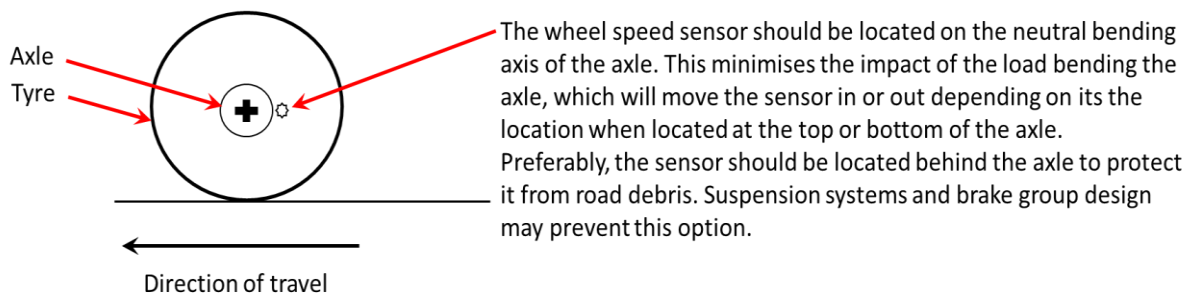 Axle
Tyre
The wheel speed sensor should be located on the neutral bending
axis of the axle. This minimises the impact of the load bending the
axle, which will move the sensor in or out depending on its the
location when located at the top or bottom of the axle.
Preferably, the sensor should be located behind the axle to protect
it from road debris. Suspension systems and brake group design
may prevent this option.
Direction of travel